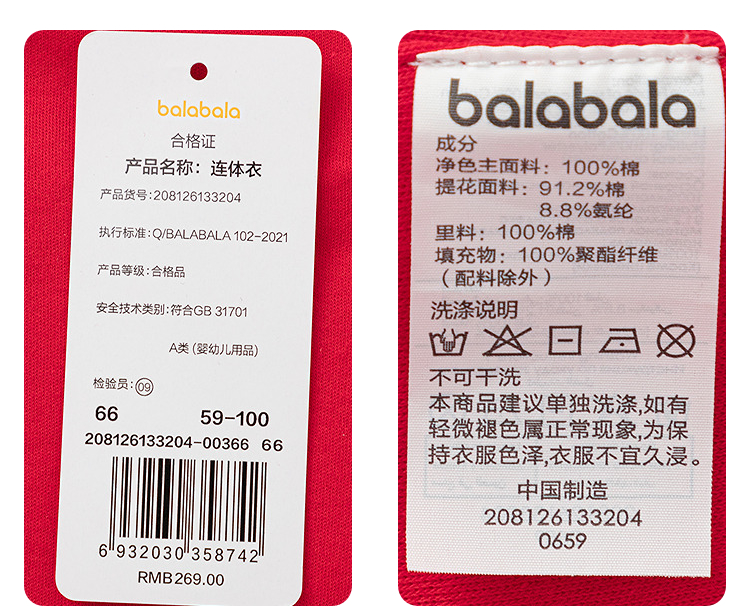 balabala
合格证
产品名称：连体衣
产品货号:208126133204
执行标准:Q/BALABALA 102-2021
产品等级:合格品
安全技术类别:符合GB 31701
A类 (婴幼儿用品)
检验员:09
66 59-100
208126133204-00366 66
6 932030 358742
RMB269.00
balabala
成分
净色主面料：100%棉
提花面料：91.2%棉
8.8%氨纶
里料：100%棉
填充物：100%聚酯纤维
（配料除外）
洗涤说明
不可干洗
本商品建议单独洗涤,如有
轻微褪色属正常现象,为保
持衣服色泽,衣服不宜久浸。
中国制造
208126133204
0659